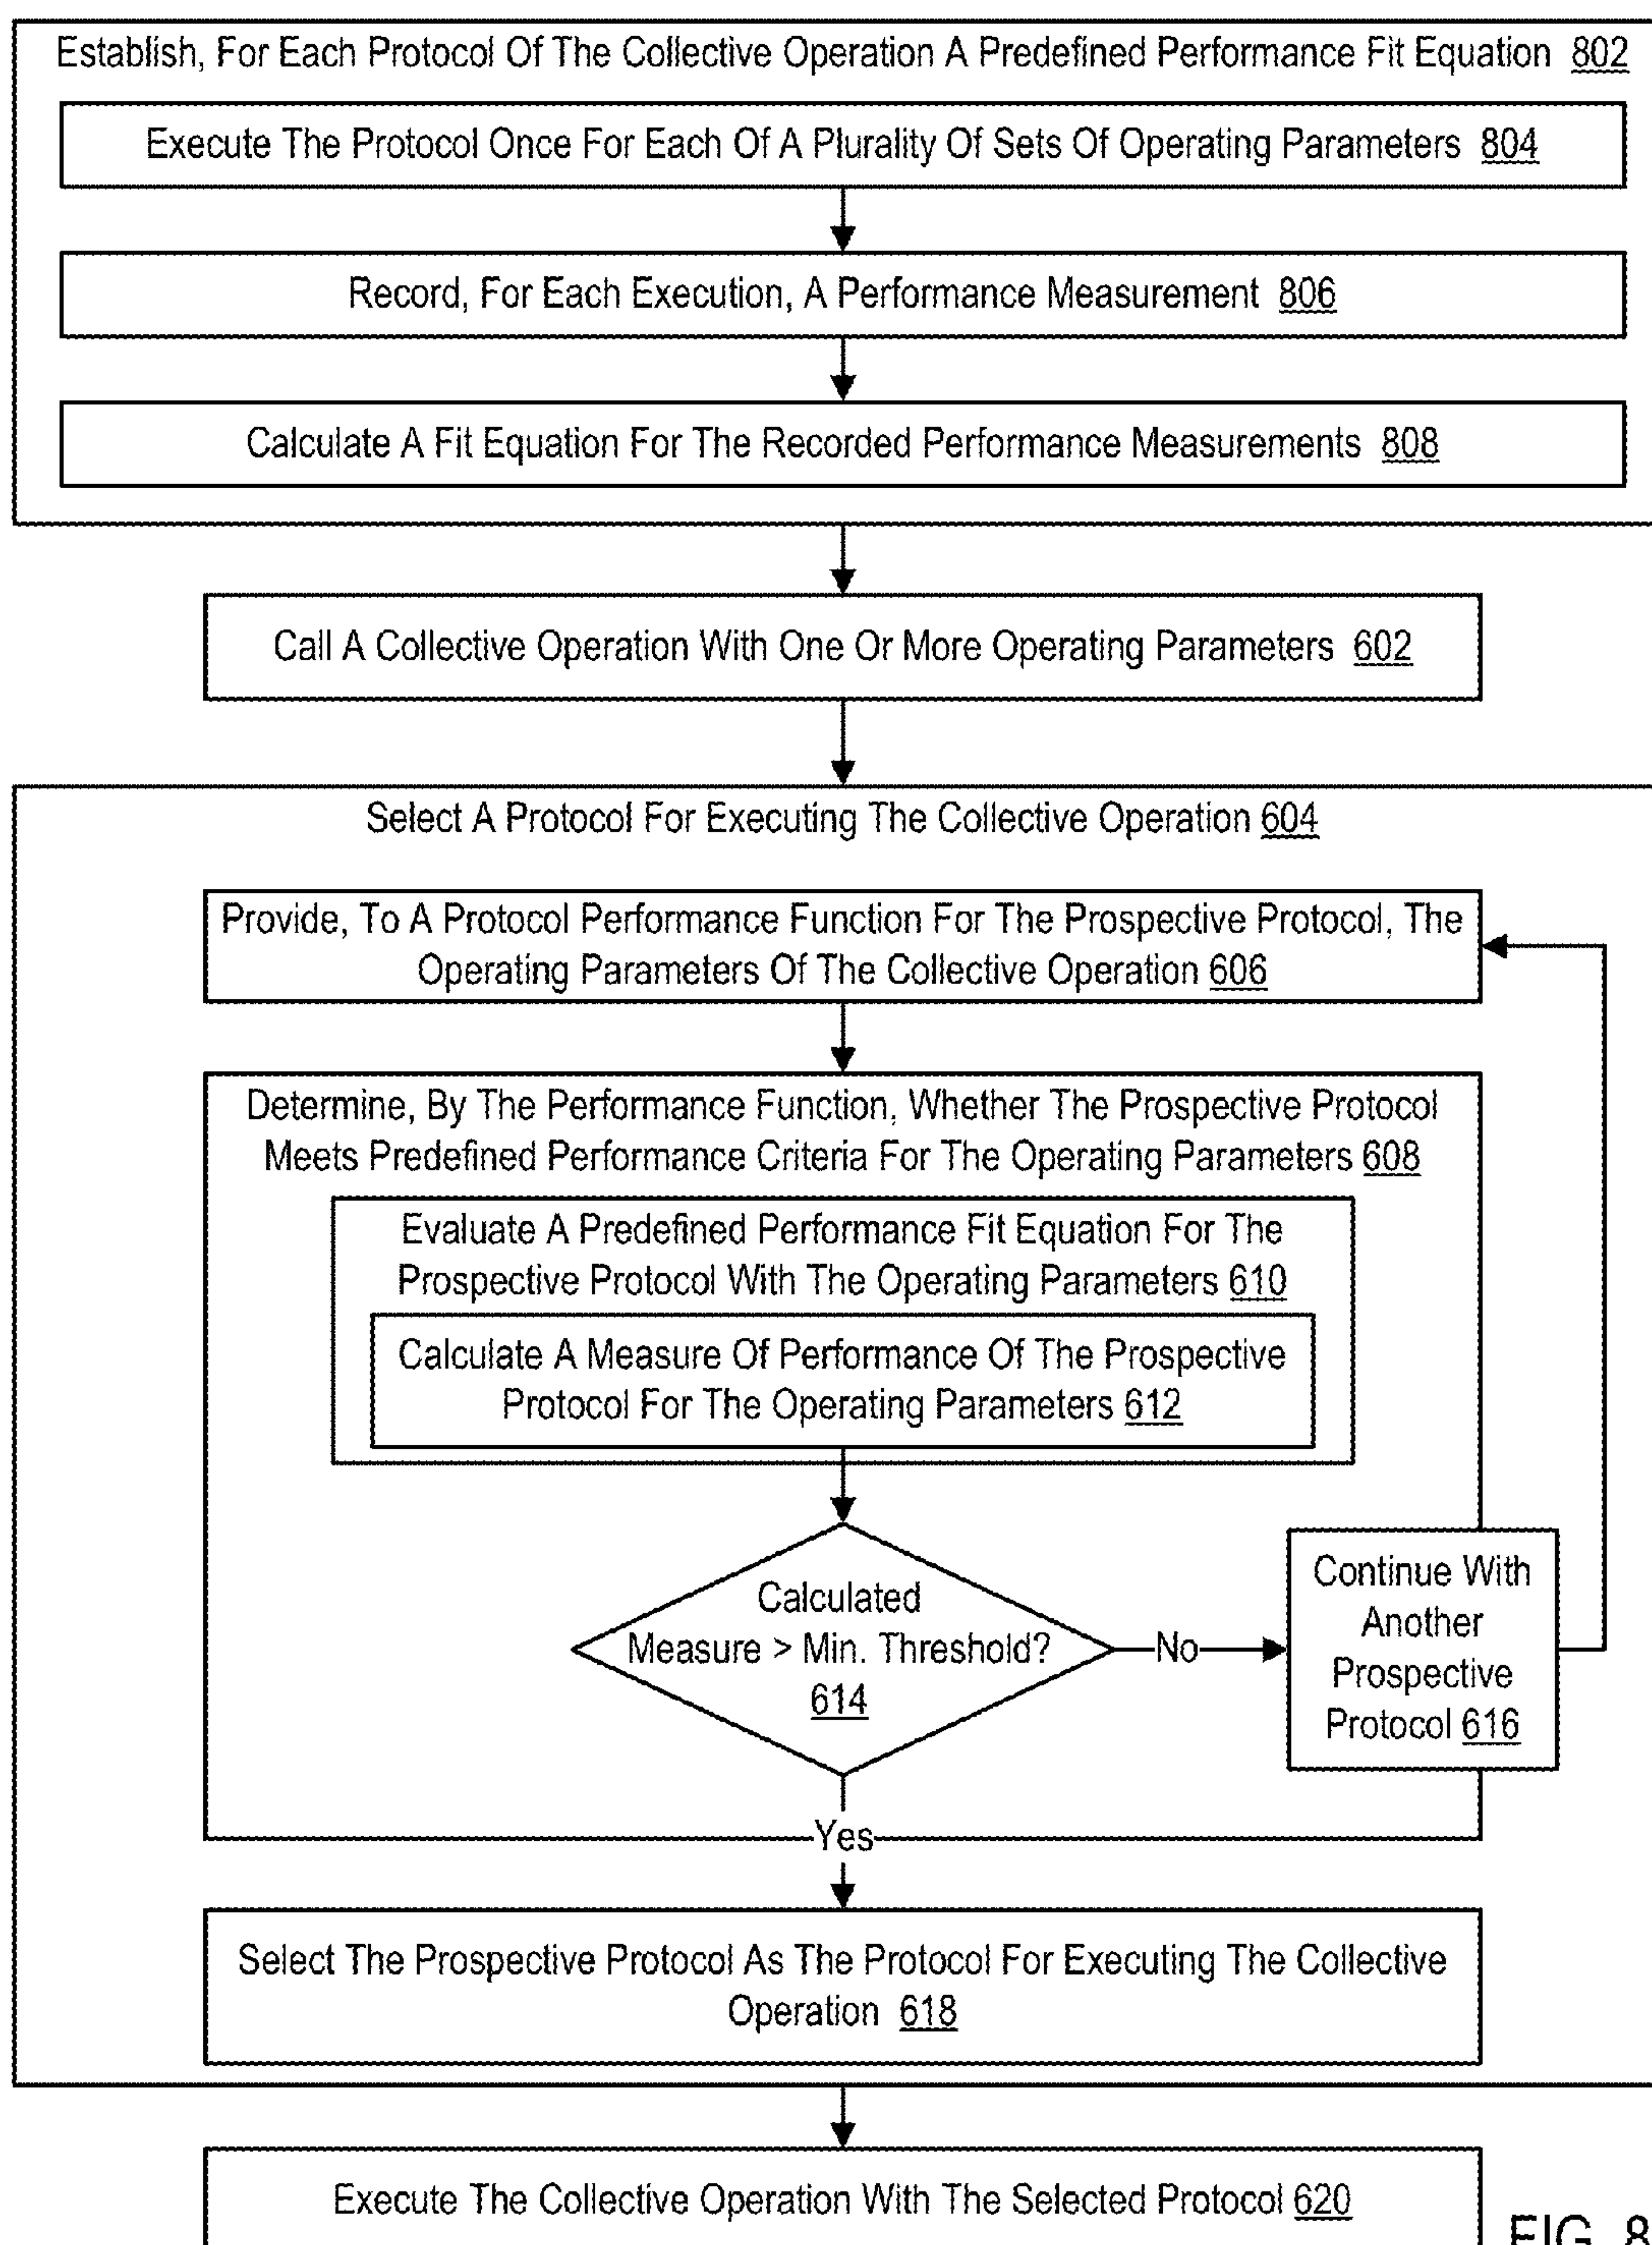 Establish, For Each Protocol Of The Collective Operation A Predefined Performance Fit Equation 802
Execute The Protocol Once For Each Of A Plurality Of Sets Of Operating Parameters 804
Record, For Each Execution, A Performance Measurement 806
Calculate A Fit Equation For The Recorded Performance Measurements 808
Call A Collective Operation With One Or More Operating Parameters 602
Select A Protocol For Executing The Collective Operation 604
Provide, To A Protocol Performance Function For The Prospective Protocol, The
Operating Parameters Of The Collective Operation 606
Determine, By The Performance Function, Whether The Prospective Protocol
Meets Predefined Performance Criteria For The Operating Parameters 608
Evaluate A Predefined Performance Fit Equation For The
Prospective Protocol With The Operating Parameters 610
Calculate A Measure Of Performance Of The Prospective
Protocol For The Operating Parameters 612
Calculated
Measure > Min. Threshold?
614
No
Continue With
Another
Prospective
Protocol 616
Yes
Select The Prospective Protocol As The Protocol For Executing The Collective
Operation 618
Execute The Collective Operation With The Selected Protocol 620
FIG. 8